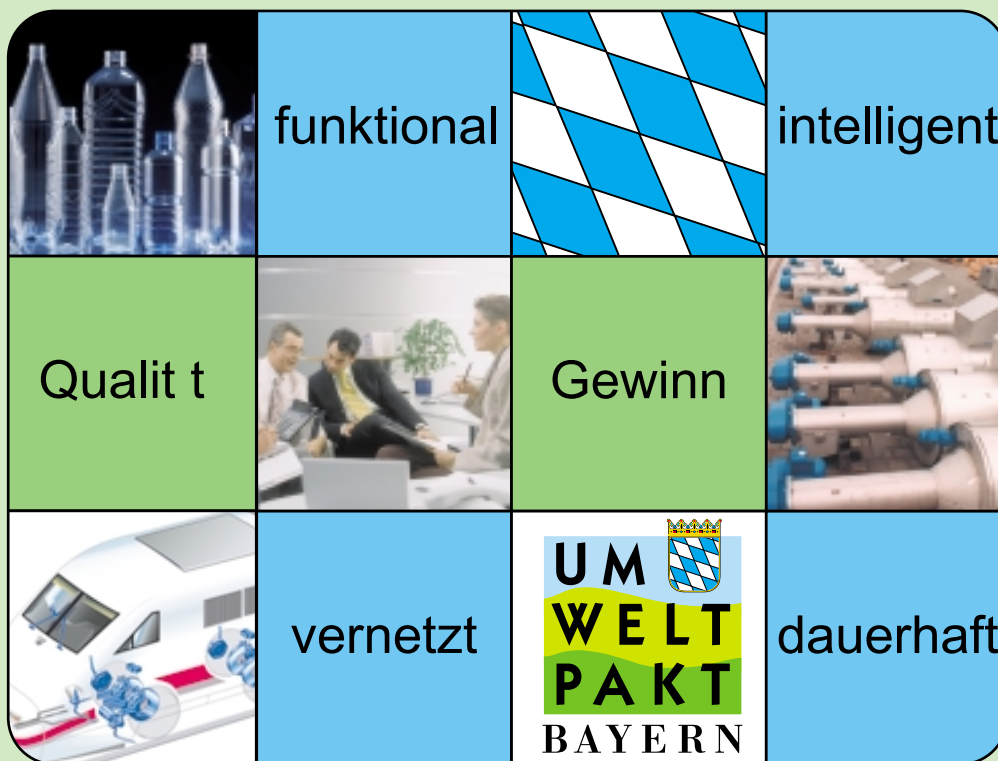 funktional
intelligent
Qualit t
Gewinn
vernetzt
UM
WELT
PAKT
BAYERN
dauerhaft